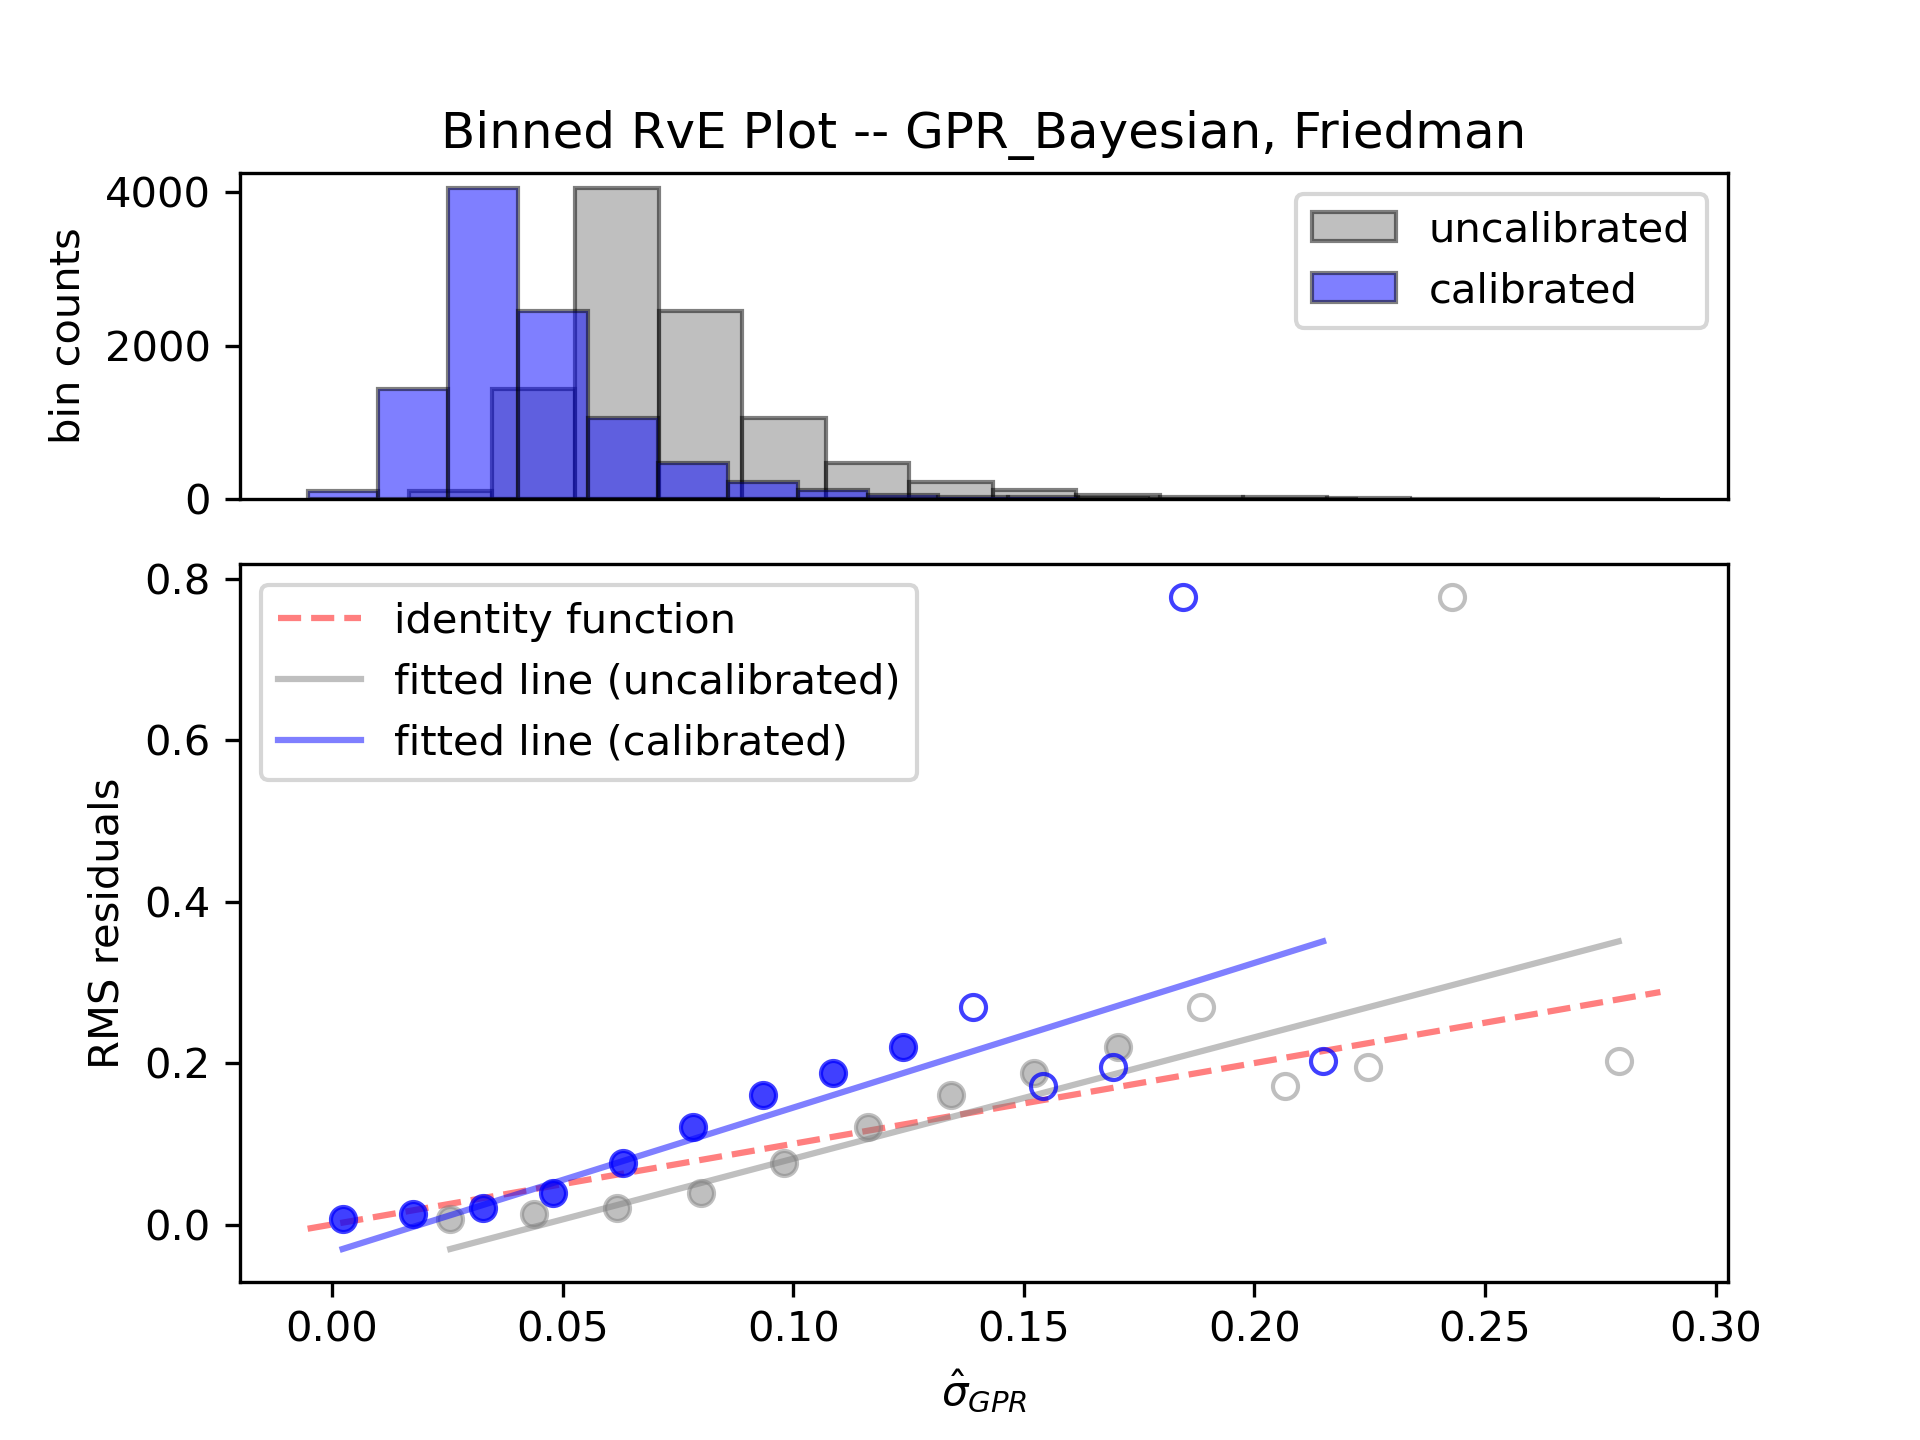 Binned RvE Plot -- GPR_Bayesian, Friedman
bin counts
4000
2000
0
uncalibrated
calibrated
RMS residuals
0.8
0.6
0.4
0.2
0.0
identity function
fitted line (uncalibrated)
fitted line (calibrated)
0.00 0.05 0.10 0.15 0.20 0.25 0.30
σ̂_GPR